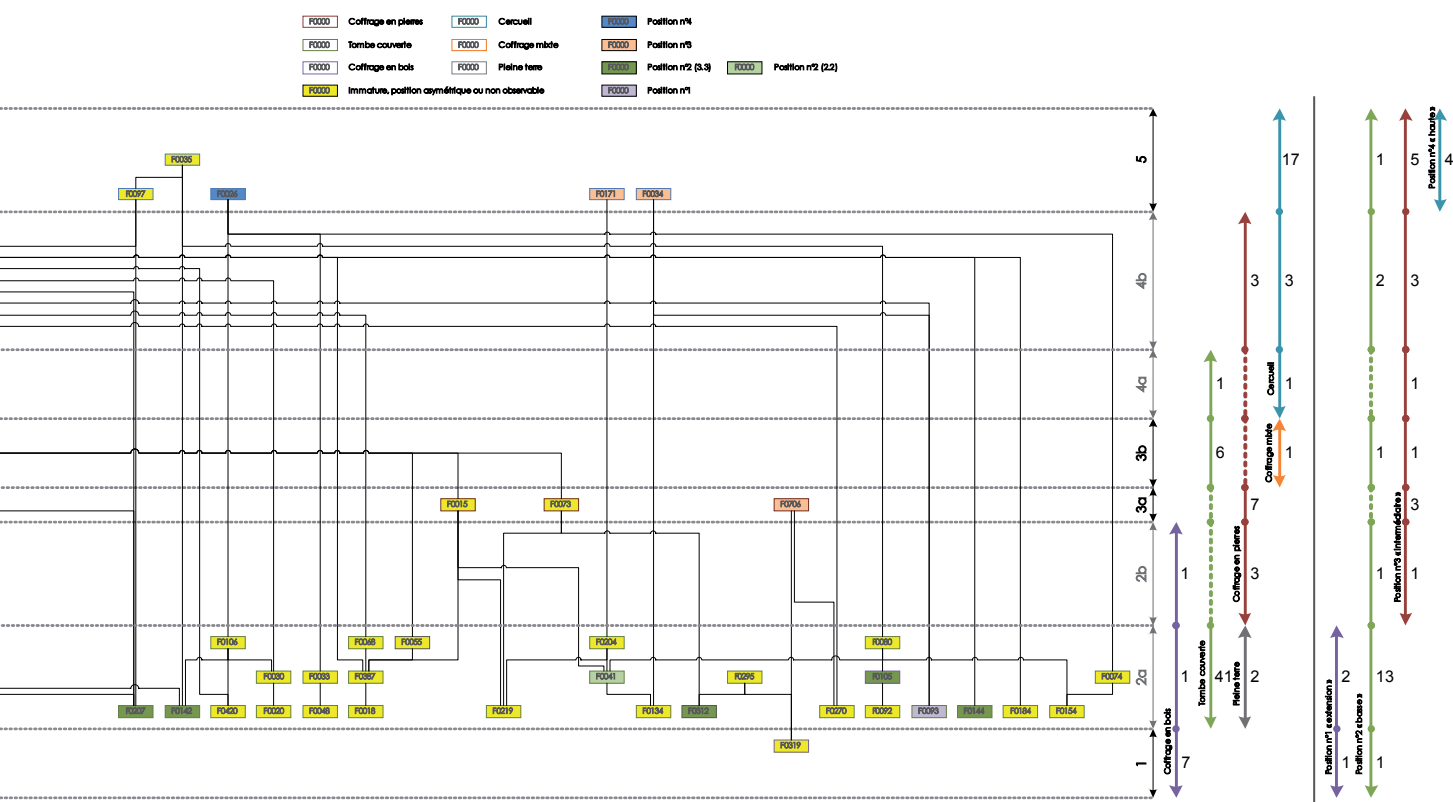 F0000 Coffrage en pierres F0000 Cercueil F0000 Position n°4
F0000 Tombe couverte F0000 Coffrage mixte F0000 Position n°3
F0000 Coffrage en bois F0000 Pleine terre F0000 Position n°2 (3.3) F0000 Position n°2 (2.2)
F0000 Immature, position asymétrique ou non observable F0000 Position n°1
F0035
F0097 F0026 F0171 F0034
F0015 F0073 F0706
F0106 F0068 F0055 F0204 F0080
F0030 F0033 F0387 F0041 F0295 F0105 F0074
F0207 F0142 F0420 F0020 F0048 F0018 F0219 F0134 F0312 F0270 F0092 F0093 F0144 F0184 F0154
F0319
5
4b
4a
3b
3a
2b
2a
1
Coffrage en bois
1
1
7
Tombe couverte
1
6
41
Coffrage en pierres
3
7
3
Pleine terre
2
Cercueil
17
3
1
Coffrage mixte
1
Position n°1 « extension »
2
1
Position n°2 « basse »
1
2
1
1
13
1
Position n°3 « intermédiaire »
5
3
1
1
3
1
Position n°4 « haute »
4